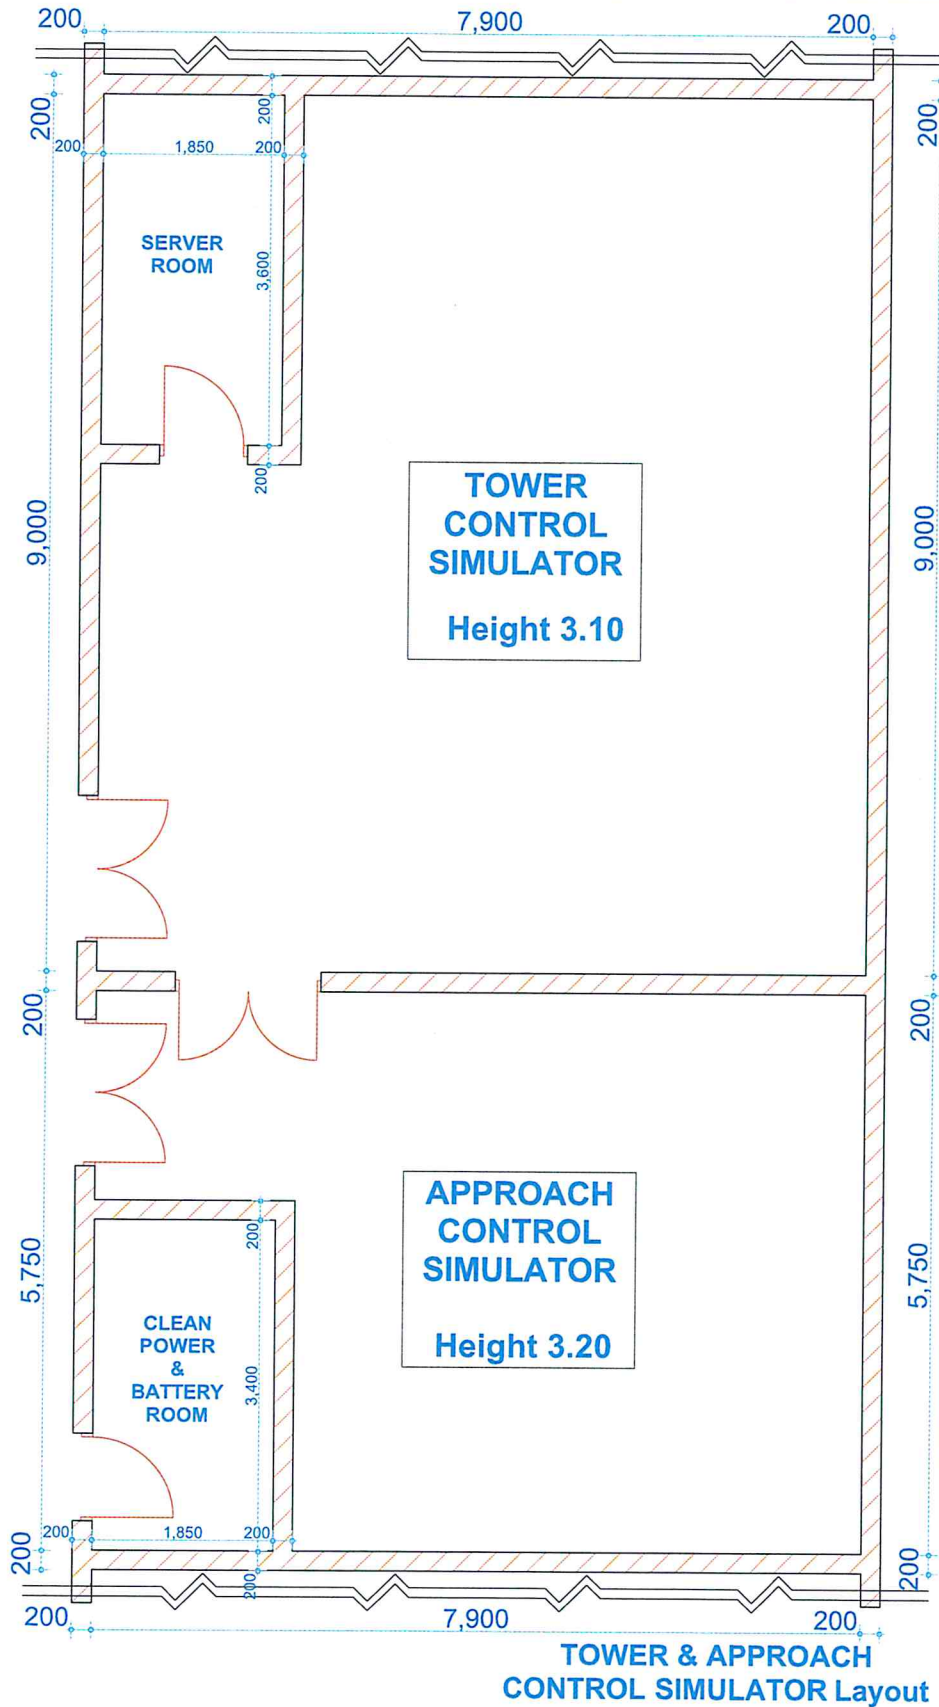 200 7,900 200
200 200 200
200 1,850 200
SERVER
ROOM
3,600
200
9,000 9,000
TOWER
CONTROL
SIMULATOR
Height 3.10
200 200
APPROACH
CONTROL
SIMULATOR
Height 3.20
200
5,750 5,750
CLEAN
POWER
&
BATTERY
ROOM
3,400
200 1,850 200
200 200 200
200 7,900 200
TOWER & APPROACH
CONTROL SIMULATOR Layout